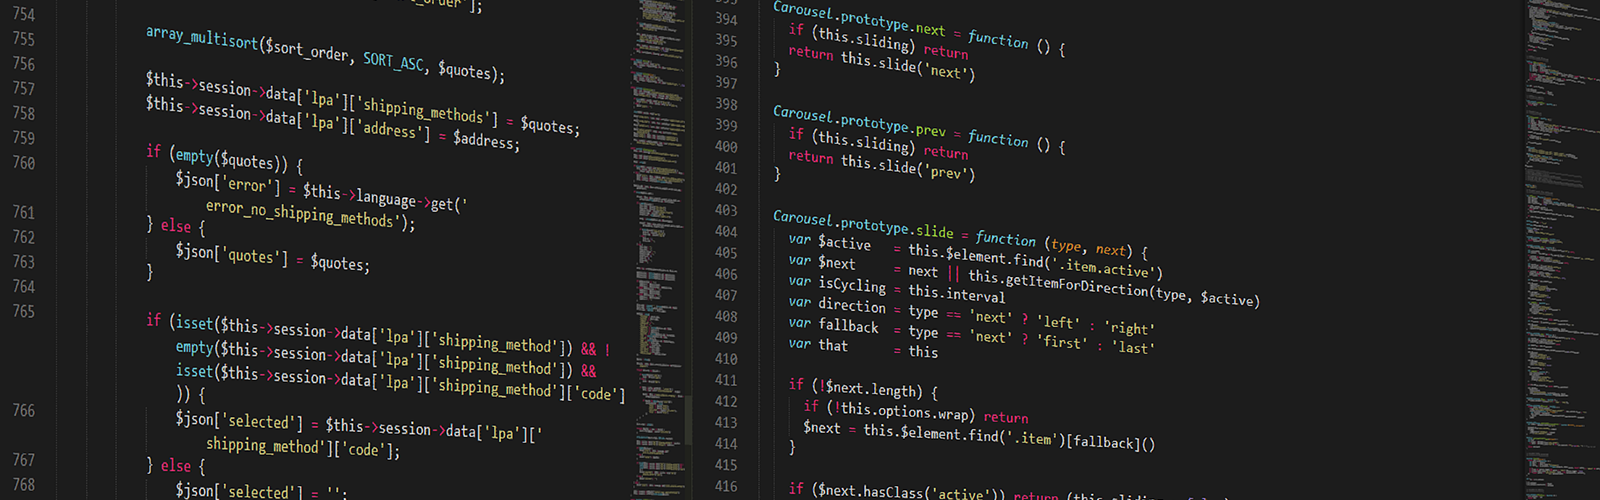 _order'];
754 array_multisort($sort_order, SORT_ASC, $quotes);
755
756 $this->session->data['lpa']['shipping_methods'] = $quotes;
757 $this->session->data['lpa']['address'] = $address;
758
759 if (empty($quotes)) {
760 $json['error'] = $this->language->get('
error_no_shipping_methods');
761 } else {
762 $json['quotes'] = $quotes;
763 }
764
765 if (isset($this->session->data['lpa']['shipping_method']) && !
empty($this->session->data['lpa']['shipping_method']) &&
isset($this->session->data['lpa']['shipping_method']['code']
)) {
766 $json['selected'] = $this->session->data['lpa']['
shipping_method']['code'];
767 } else {
768 $json['selected'] = '';
393 Carousel.prototype.next = function () {
394 if (this.sliding) return
395 return this.slide('next')
396 }
397
398 Carousel.prototype.prev = function () {
399 if (this.sliding) return
400 return this.slide('prev')
401 }
402
403 Carousel.prototype.slide = function (type, next) {
404 var $active = this.$element.find('.item.active')
405 var $next = next || this.getItemForDirection(type, $active)
406 var isCycling = this.interval
407 var direction = type == 'next' ? 'left' : 'right'
408 var fallback = type == 'next' ? 'first' : 'last'
409 var that = this
410
411 if (!$next.length) {
412 if (!this.options.wrap) return
413 $next = this.$element.find('.item')[fallback]()
414 }
415
416 if ($next.hasClass('active')) return (this.sliding